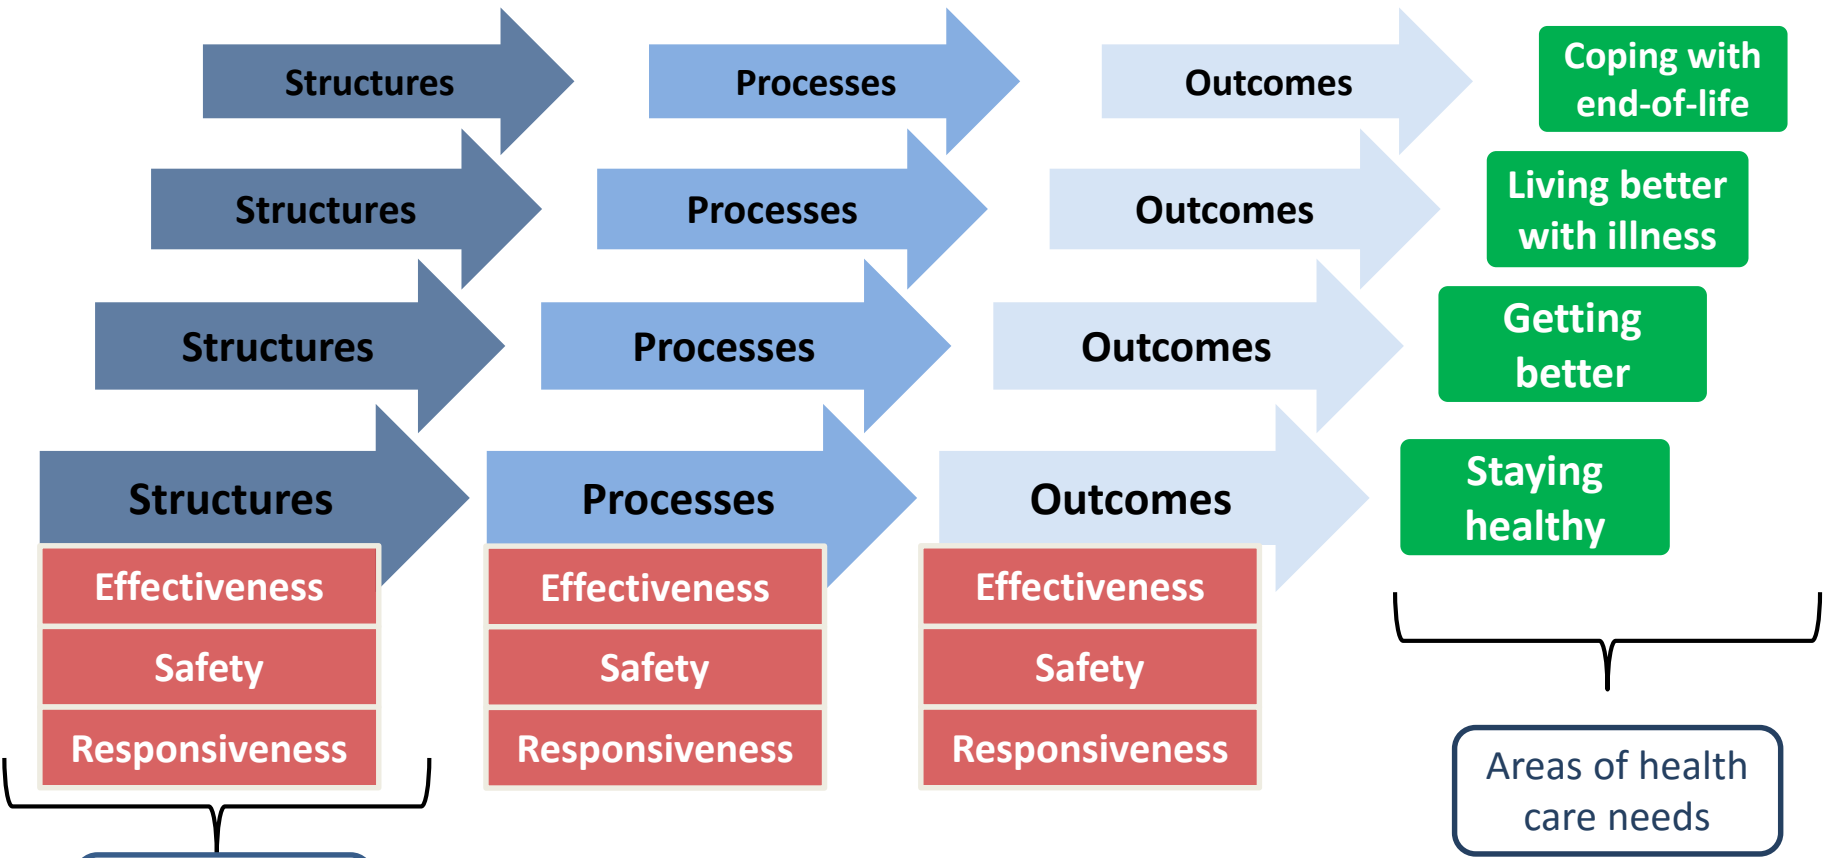 Structures
Processes
Outcomes
Coping with
end-of-life
Structures
Processes
Outcomes
Living better
with illness
Structures
Processes
Outcomes
Getting
better
Structures
Processes
Outcomes
Staying
healthy
Effectiveness
Effectiveness
Effectiveness
Safety
Safety
Safety
Responsiveness
Responsiveness
Responsiveness
Areas of health
care needs